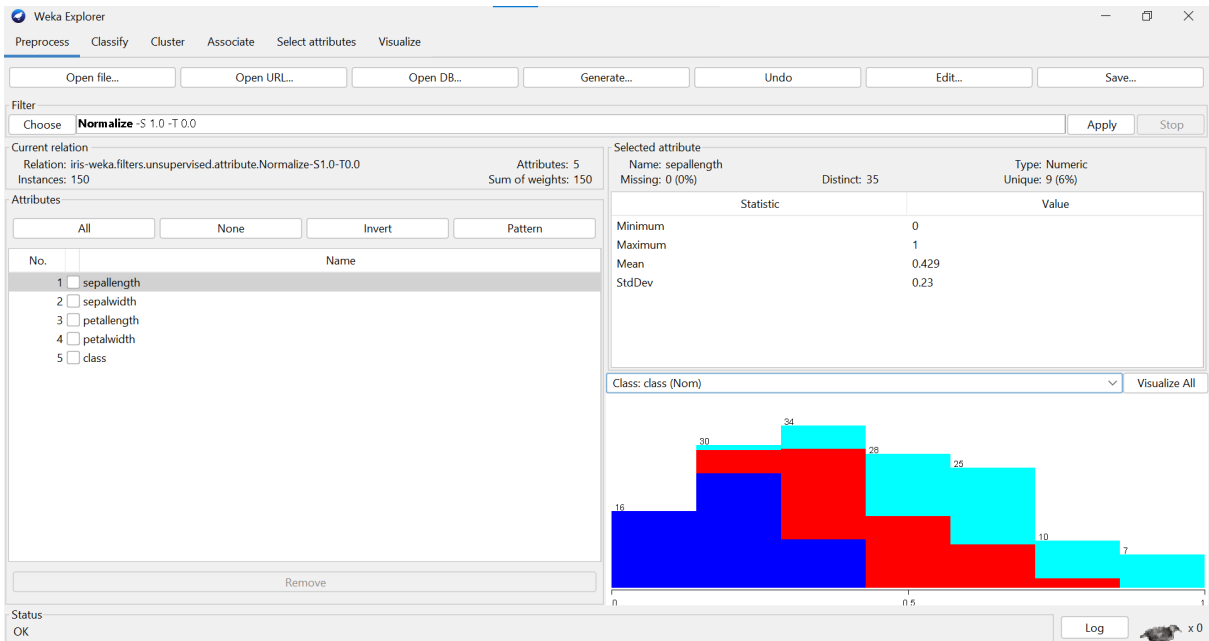 Weka Explorer
Preprocess Classify Cluster Associate Select attributes Visualize
Open file... Open URL... Open DB... Generate... Undo Edit... Save...
Filter
Choose Normalize -S 1.0 -T 0.0 Apply Stop
Current relation
Relation: iris-weka.filters.unsupervised.attribute.Normalize-S1.0-T0.0 Attributes: 5
Instances: 150 Sum of weights: 150
Selected attribute
Name: sepallength Type: Numeric
Missing: 0 (0%) Distinct: 35 Unique: 9 (6%)
Attributes
All None Invert Pattern
No. Name
1 sepallength
2 sepalwidth
3 petallength
4 petalwidth
5 class
Remove
Statistic Value
Minimum 0
Maximum 1
Mean 0.429
StdDev 0.23
Class: class (Nom) Visualize All
16 30 34 28 25 10 7
0 0.5 1
Status
OK
Log x 0